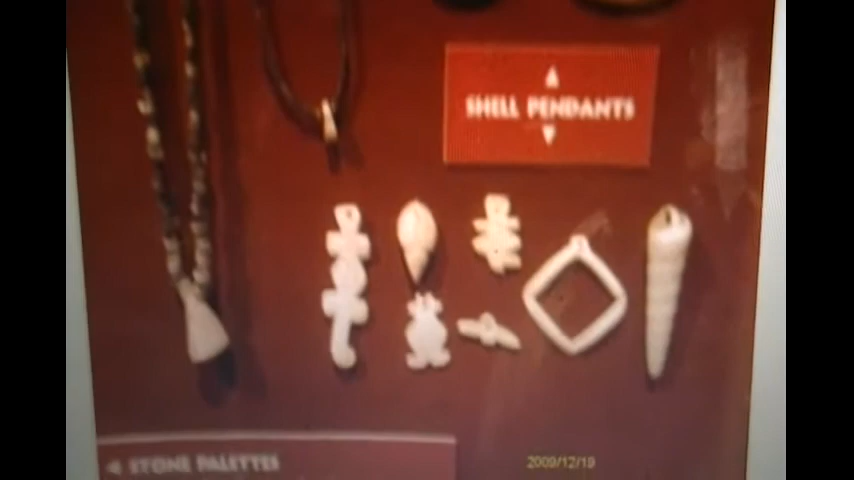 ▲
SHELL PENDANTS
▼
◀ STONE PALETTES
2009/12/19